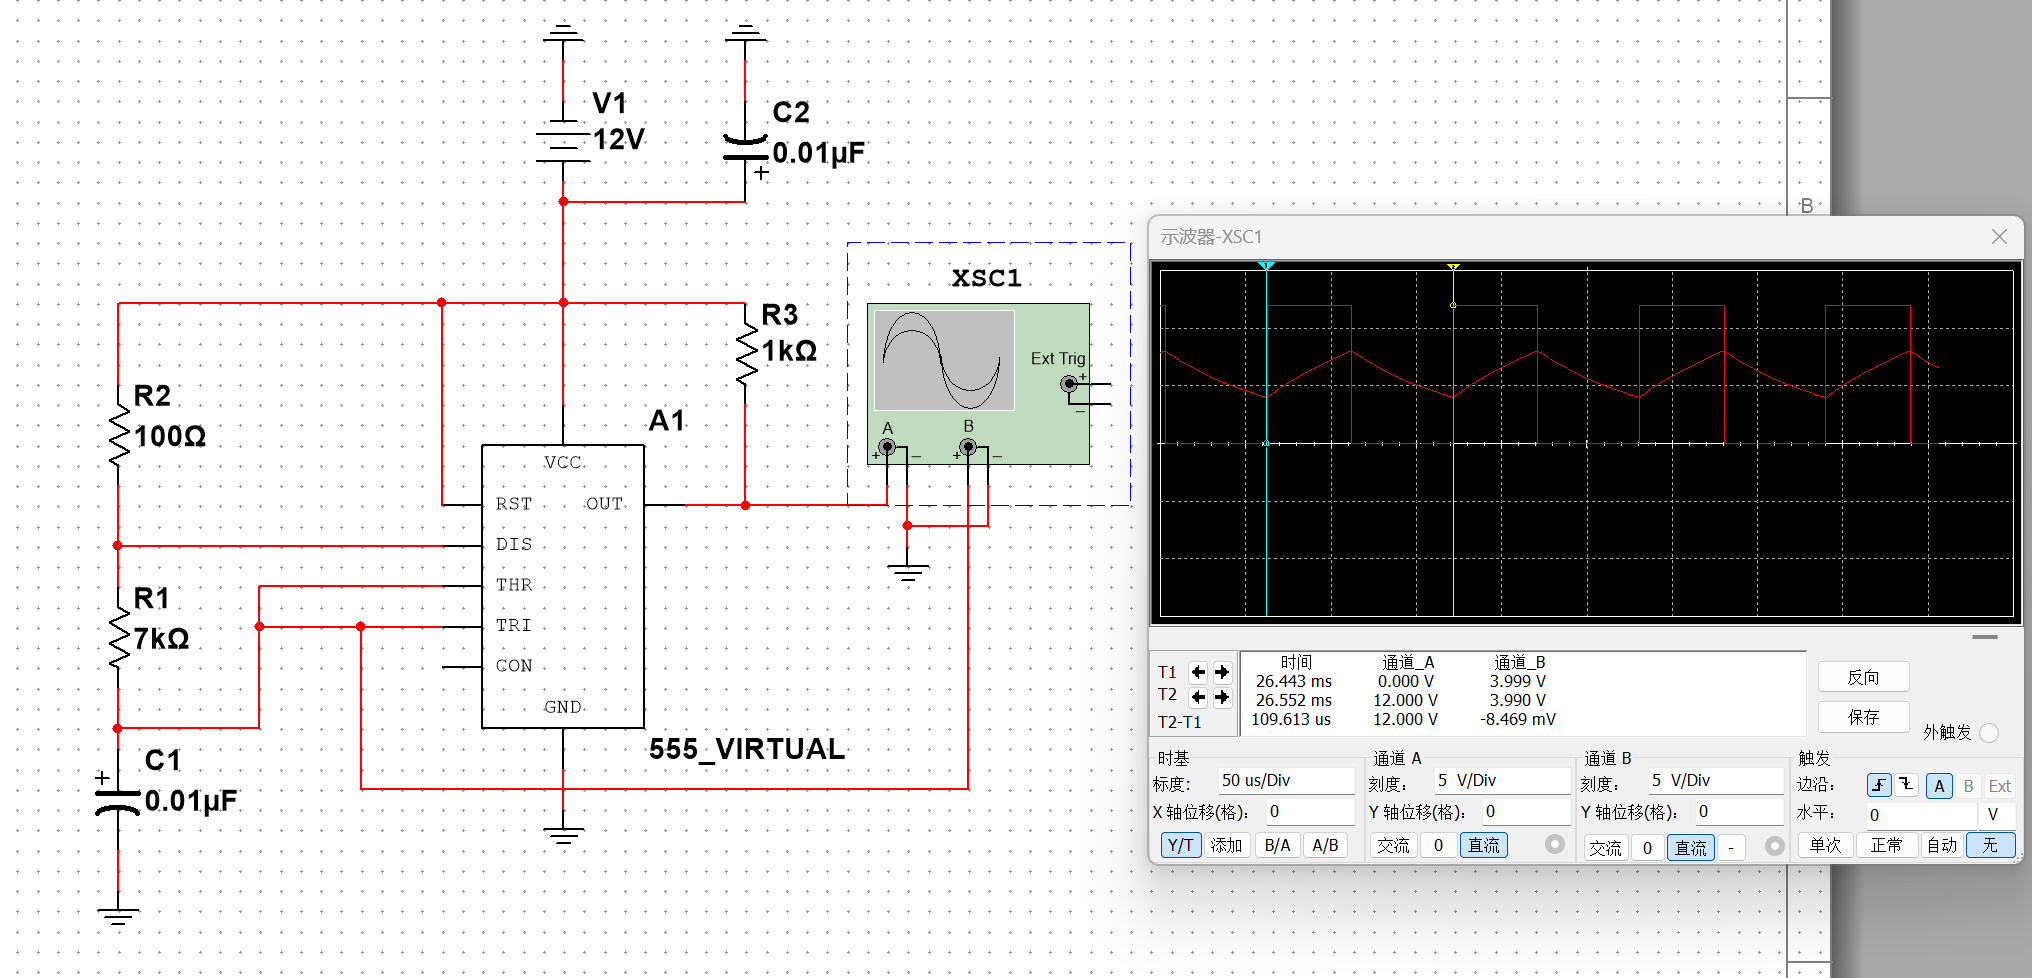 V1
12V
C2
0.01µF
B
示波器-XSC1
XSC1
R3
1kΩ
Ext Trig
+
−
R2
100Ω
A1
A
B
+
−
+
−
VCC
RST
OUT
DIS
THR
TRI
CON
GND
R1
7kΩ
555_VIRTUAL
C1
+
0.01µF
+
1
2
时间 通道_A 通道_B
T1 26.443 ms 0.000 V 3.999 V
T2 26.552 ms 12.000 V 3.990 V
T2-T1 109.613 us 12.000 V -8.469 mV
反向
保存
外触发
时基
标度: 50 us/Div
X 轴位移(格): 0
Y/T 添加 B/A A/B
通道 A
刻度: 5 V/Div
Y 轴位移(格): 0
交流 0 直流
通道 B
刻度: 5 V/Div
Y 轴位移(格): 0
交流 0 直流 -
触发
边沿: A B Ext
水平: 0 V
单次 正常 自动 无